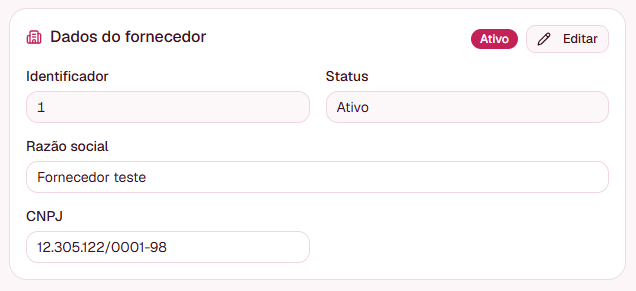 Dados do fornecedor Ativo Editar
Identificador Status
1 Ativo
Razão social
Fornecedor teste
CNPJ
12.305.122/0001-98